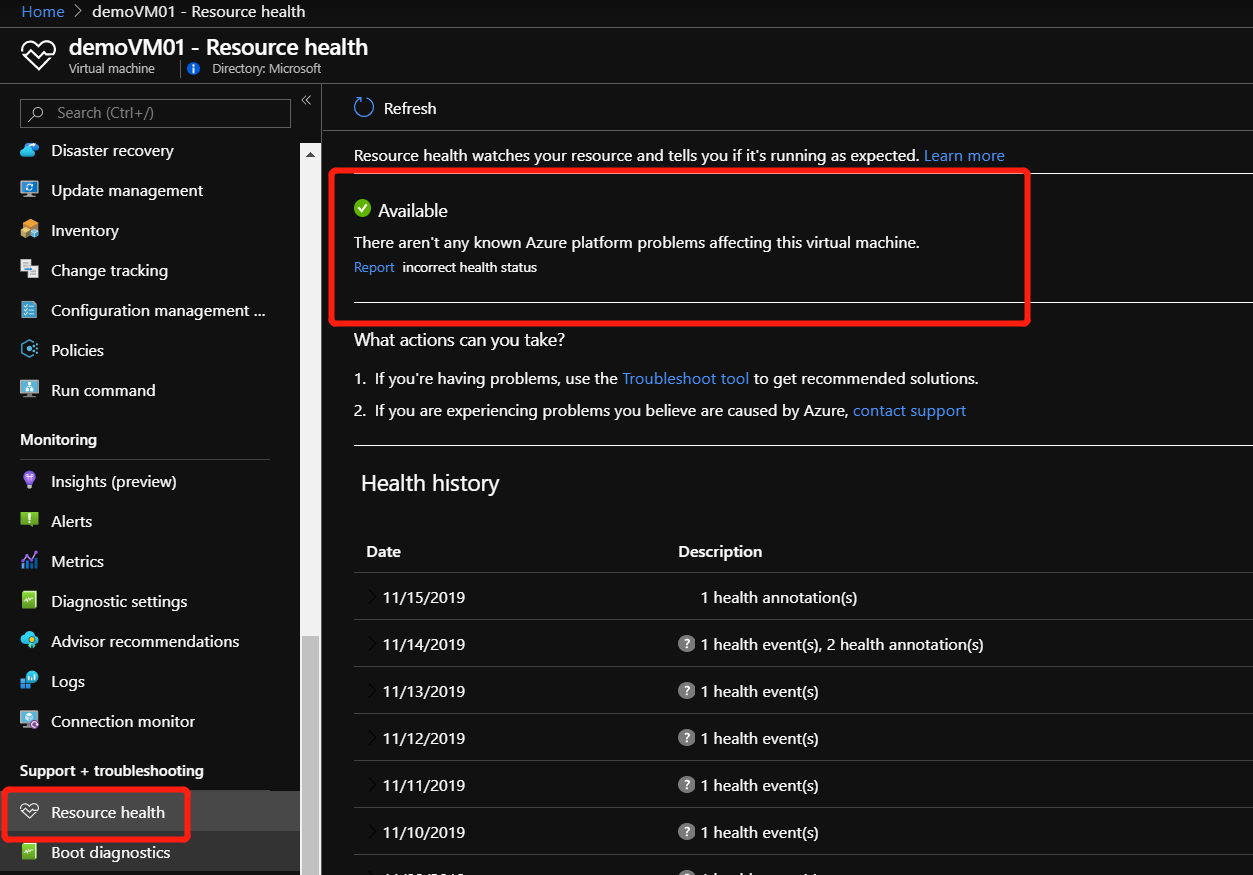 Home > demoVM01 - Resource health
demoVM01 - Resource health
Virtual machine
Directory: Microsoft
Search (Ctrl+/)
Disaster recovery
Update management
Inventory
Change tracking
Configuration management ...
Policies
Run command
Monitoring
Insights (preview)
Alerts
Metrics
Diagnostic settings
Advisor recommendations
Logs
Connection monitor
Support + troubleshooting
Resource health
Boot diagnostics
Refresh
Resource health watches your resource and tells you if it's running as expected. Learn more
Available
There aren't any known Azure platform problems affecting this virtual machine.
Report incorrect health status
What actions can you take?
1. If you're having problems, use the Troubleshoot tool to get recommended solutions.
2. If you are experiencing problems you believe are caused by Azure, contact support
Health history
Date Description
11/15/2019 1 health annotation(s)
11/14/2019 1 health event(s), 2 health annotation(s)
11/13/2019 1 health event(s)
11/12/2019 1 health event(s)
11/11/2019 1 health event(s)
11/10/2019 1 health event(s)